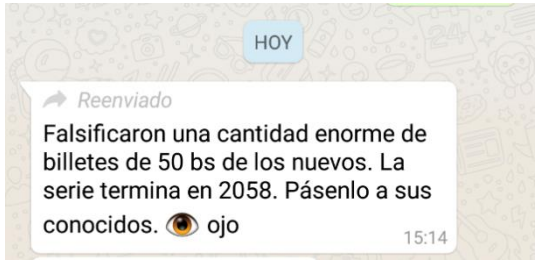 HOY
Reenviado
Falsificaron una cantidad enorme de
billetes de 50 bs de los nuevos. La
serie termina en 2058. Pásenlo a sus
conocidos. 👁 ojo
15:14